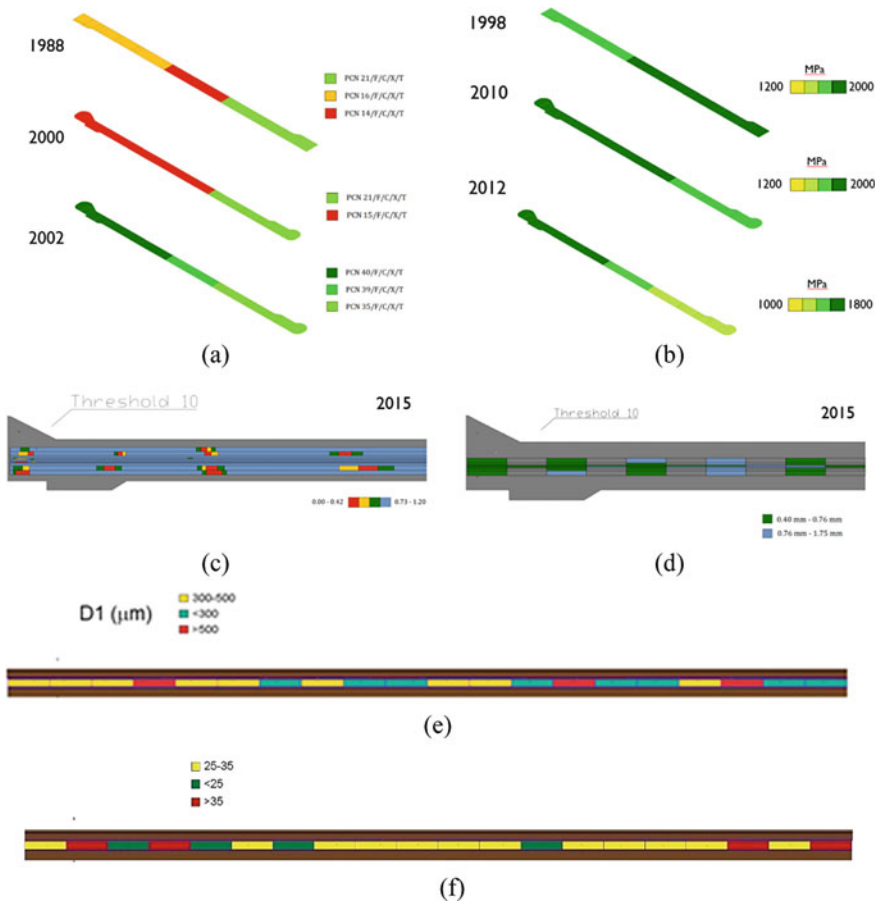 1988
PCN 21/F/C/X/T
PCN 16/F/C/X/T
PCN 14/F/C/X/T
2000
PCN 21/F/C/X/T
PCN 15/F/C/X/T
2002
PCN 40/F/C/X/T
PCN 39/F/C/X/T
PCN 35/F/C/X/T
(a)
1998
MPa
1200 2000
2010
MPa
1200 2000
2012
MPa
1000 1800
(b)
Threshold 10
2015
0.00 - 0.42 0.73 - 1.20
(c)
Threshold 10
2015
0.40 mm - 0.76 mm
0.76 mm - 1.75 mm
(d)
D1 (μm)
300-500
<300
>500
(e)
25-35
<25
>35
(f)